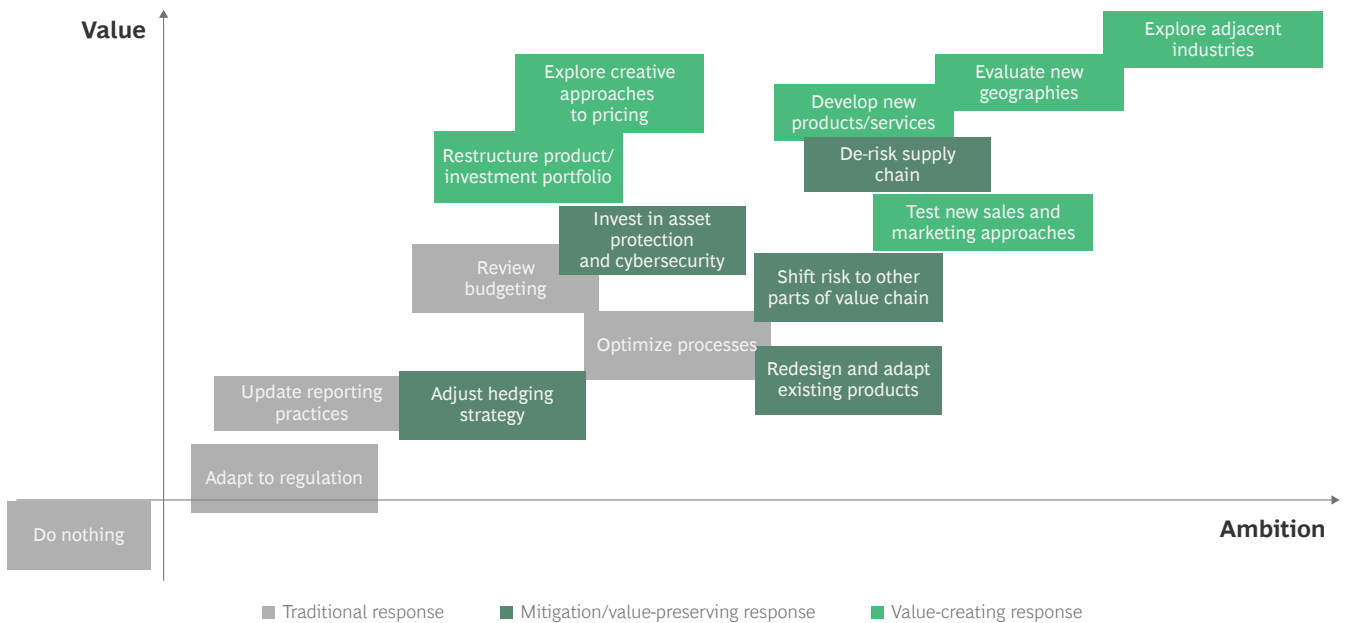 Value
Explore adjacent
industries
Explore creative
approaches
to pricing
Evaluate new
geographies
Develop new
products/services
Restructure product/
investment portfolio
De-risk supply
chain
Invest in asset
protection
and cybersecurity
Test new sales and
marketing approaches
Review
budgeting
Shift risk to other
parts of value chain
Optimize processes
Redesign and adapt
existing products
Update reporting
practices
Adjust hedging
strategy
Adapt to regulation
Do nothing
Ambition
Traditional response
Mitigation/value-preserving response
Value-creating response